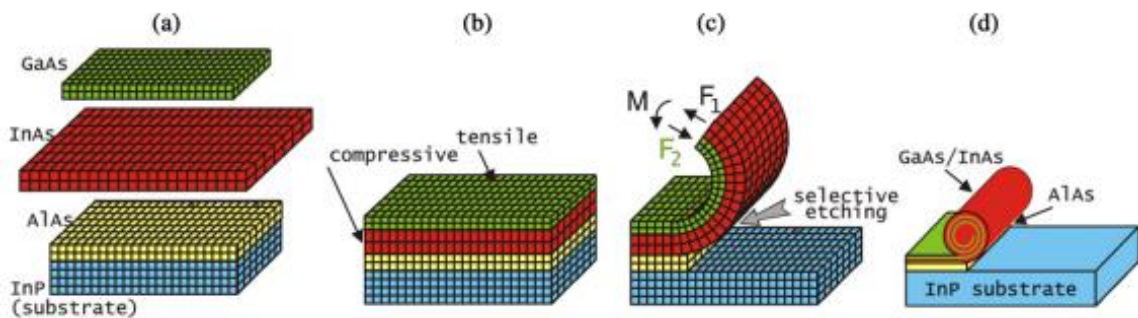 (a)
GaAs
InAs
AlAs
InP
(substrate)
(b)
tensile
compressive
(c)
M
F1
F2
selective
etching
(d)
GaAs/InAs
AlAs
InP substrate